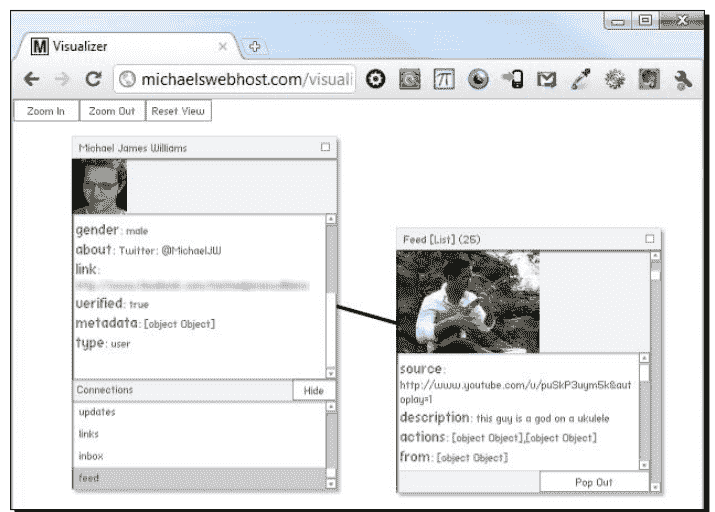 Visualizer
michaelswebhost.com/visuali
Zoom In Zoom Out Reset View
Michael James Williams
gender: male
about: Twitter: @MichaelJW
link:
verified: true
metadata: [object Object]
type: user
Connections Hide
updates
links
inbox
feed
Feed [List] (25)
source:
http://www.youtube.com/v/puSkP3uym5k&aut
oplay=1
description: this guy is a god on a ukulele
actions: [object Object],[object Object]
from: [object Object]
Pop Out